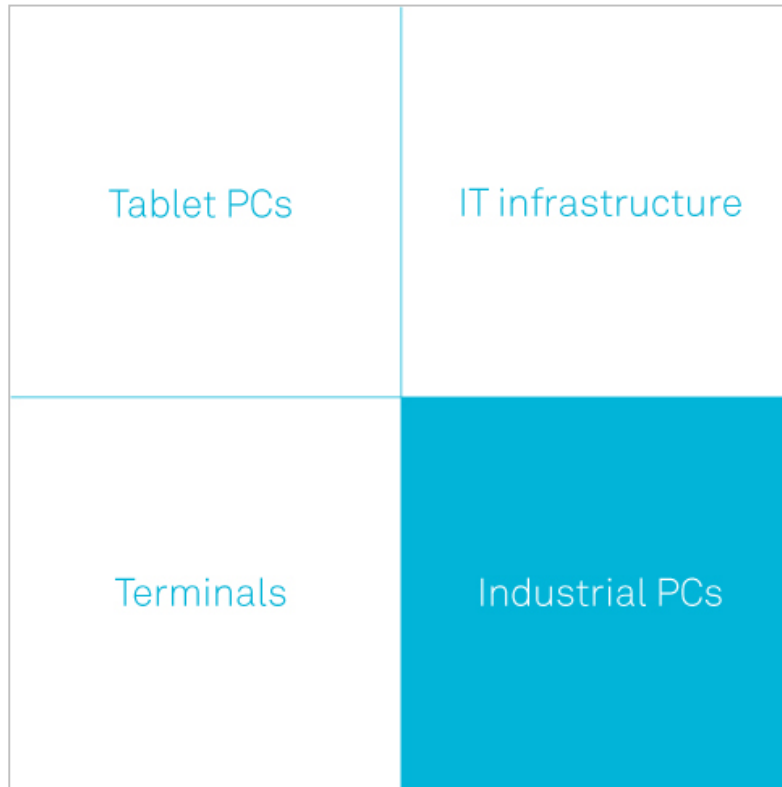 Tablet PCs
IT infrastructure
Terminals
Industrial PCs